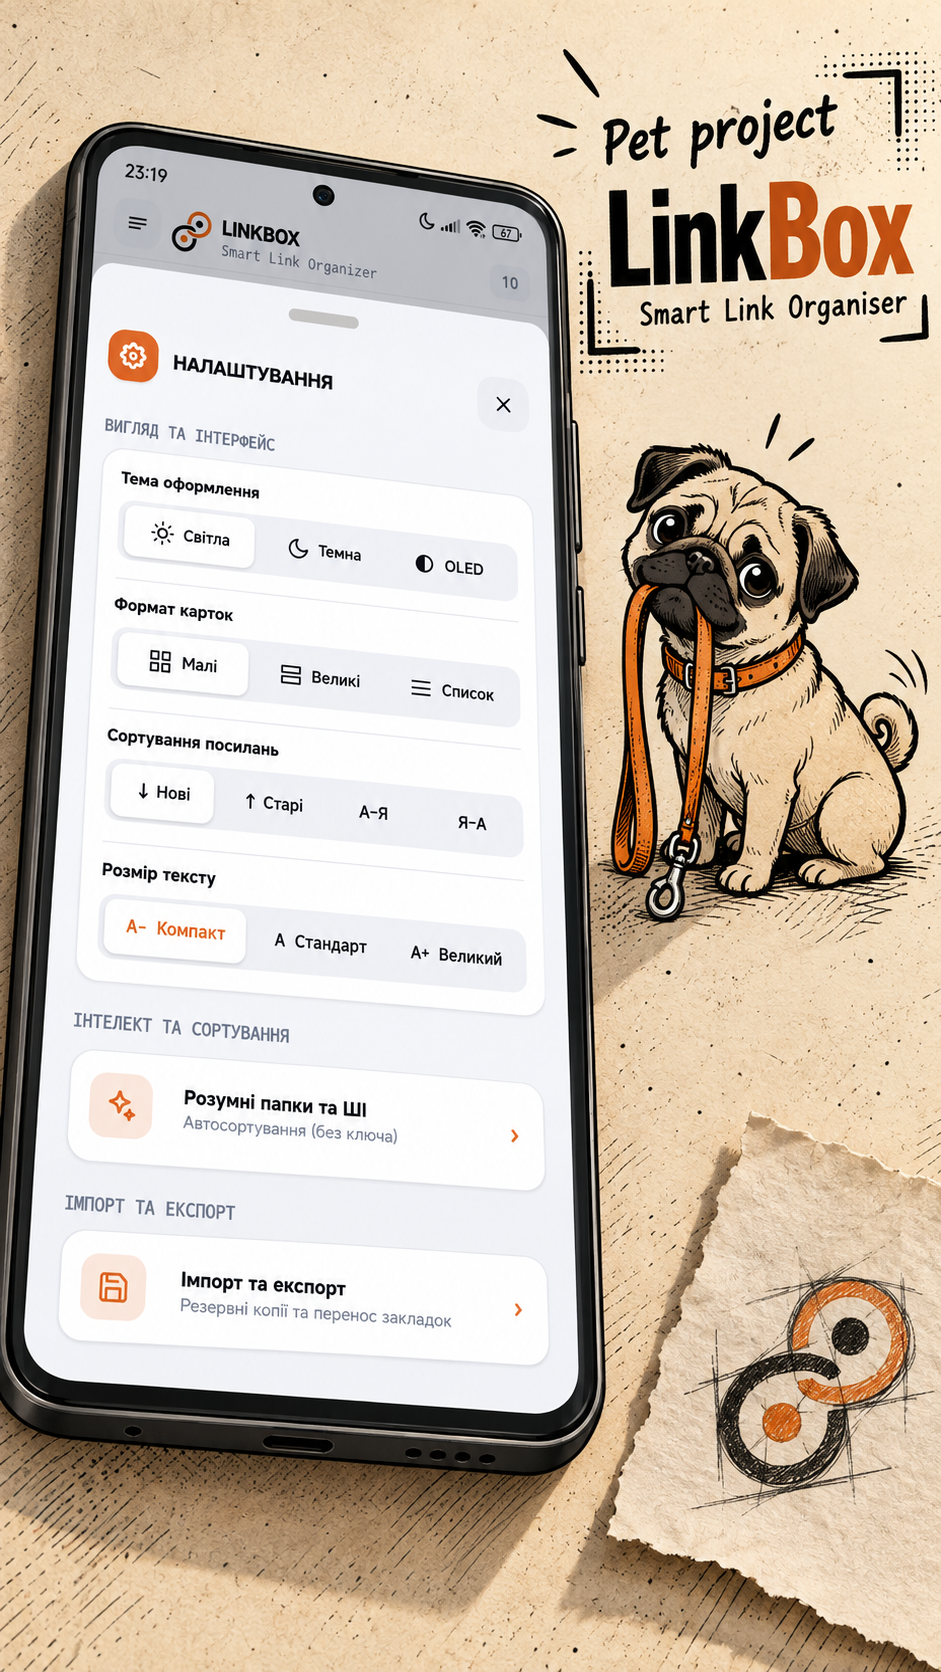 Pet project
LinkBox
Smart Link Organiser
23:19
67
LINKBOX
Smart Link Organizer
10
НАЛАШТУВАННЯ
ВИГЛЯД ТА ІНТЕРФЕЙС
Тема оформлення
Світла Темна OLED
Формат карток
Малі Великі Список
Сортування посилань
↓ Нові ↑ Старі А-Я Я-А
Розмір тексту
A- Компакт A Стандарт A+ Великий
ІНТЕЛЕКТ ТА СОРТУВАННЯ
Розумні папки та ШІ
Автосортування (без ключа)
ІМПОРТ ТА ЕКСПОРТ
Імпорт та експорт
Резервні копії та перенос закладок